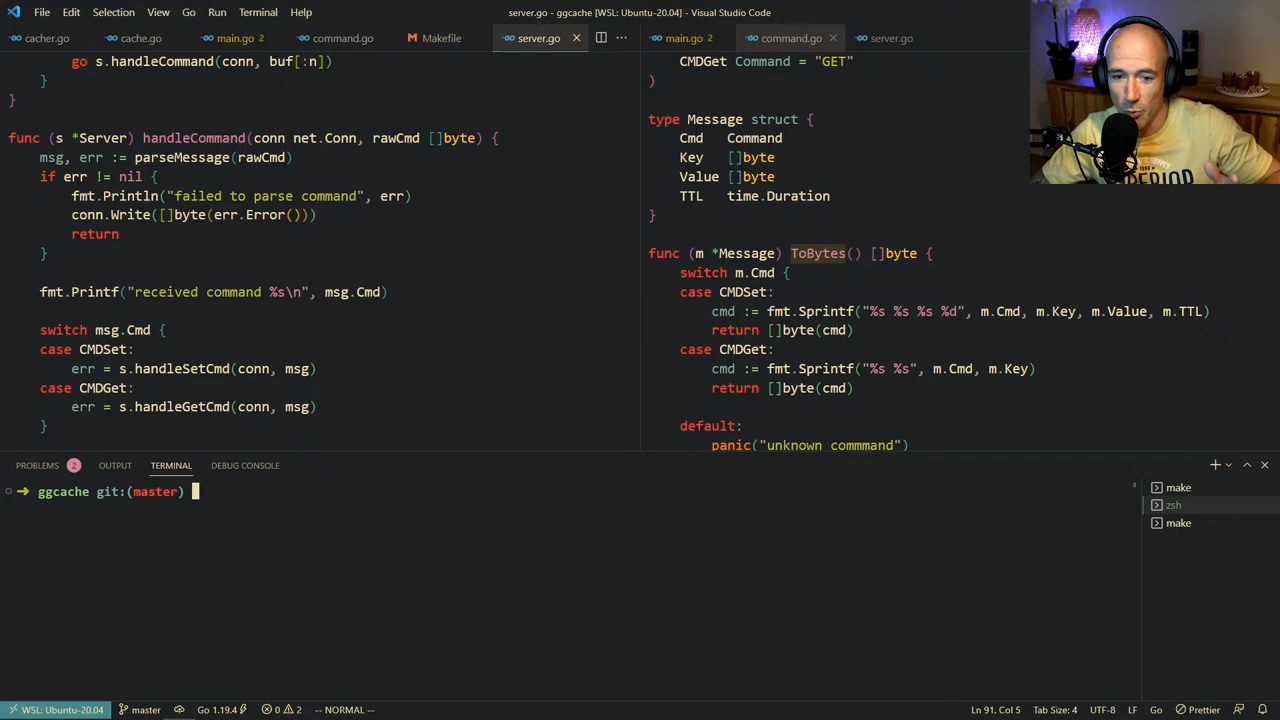 File Edit Selection View Go Run Terminal Help
server.go - ggcache [WSL: Ubuntu-20.04] - Visual Studio Code
cacher.go cache.go main.go 2 command.go Makefile server.go
main.go 2 command.go server.go
go s.handleCommand(conn, buf[:n])
}
}
func (s *Server) handleCommand(conn net.Conn, rawCmd []byte) {
msg, err := parseMessage(rawCmd)
if err != nil {
fmt.Println("failed to parse command", err)
conn.Write([]byte(err.Error()))
return
}
fmt.Printf("received command %s\n", msg.Cmd)
switch msg.Cmd {
case CMDSet:
err = s.handleSetCmd(conn, msg)
case CMDGet:
err = s.handleGetCmd(conn, msg)
}
CMDGet Command = "GET"
)
type Message struct {
Cmd Command
Key []byte
Value []byte
TTL time.Duration
}
func (m *Message) ToBytes() []byte {
switch m.Cmd {
case CMDSet:
cmd := fmt.Sprintf("%s %s %s %d", m.Cmd, m.Key, m.Value, m.TTL)
return []byte(cmd)
case CMDGet:
cmd := fmt.Sprintf("%s %s", m.Cmd, m.Key)
return []byte(cmd)
default:
panic("unknown commmand")
PROBLEMS 2 OUTPUT TERMINAL DEBUG CONSOLE
ggcache git:(master)
make
zsh
make
WSL: Ubuntu-20.04 master Go 1.19.4 0 2 -- NORMAL --
Ln 91, Col 5 Tab Size: 4 UTF-8 LF Go Prettier